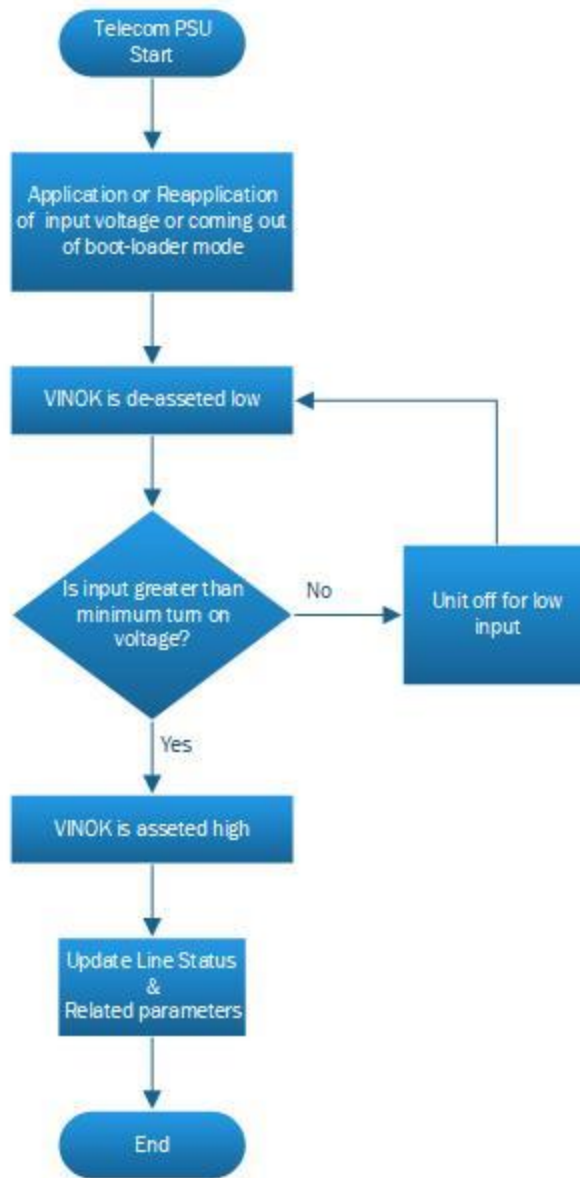 Telecom PSU
Start
Application or Reapplication
of input voltage or coming out
of boot-loader mode
VINOK is de-asseted low
Is input greater than
minimum turn on
voltage?
No
Unit off for low
input
Yes
VINOK is asseted high
Update Line Status
&
Related parameters
End